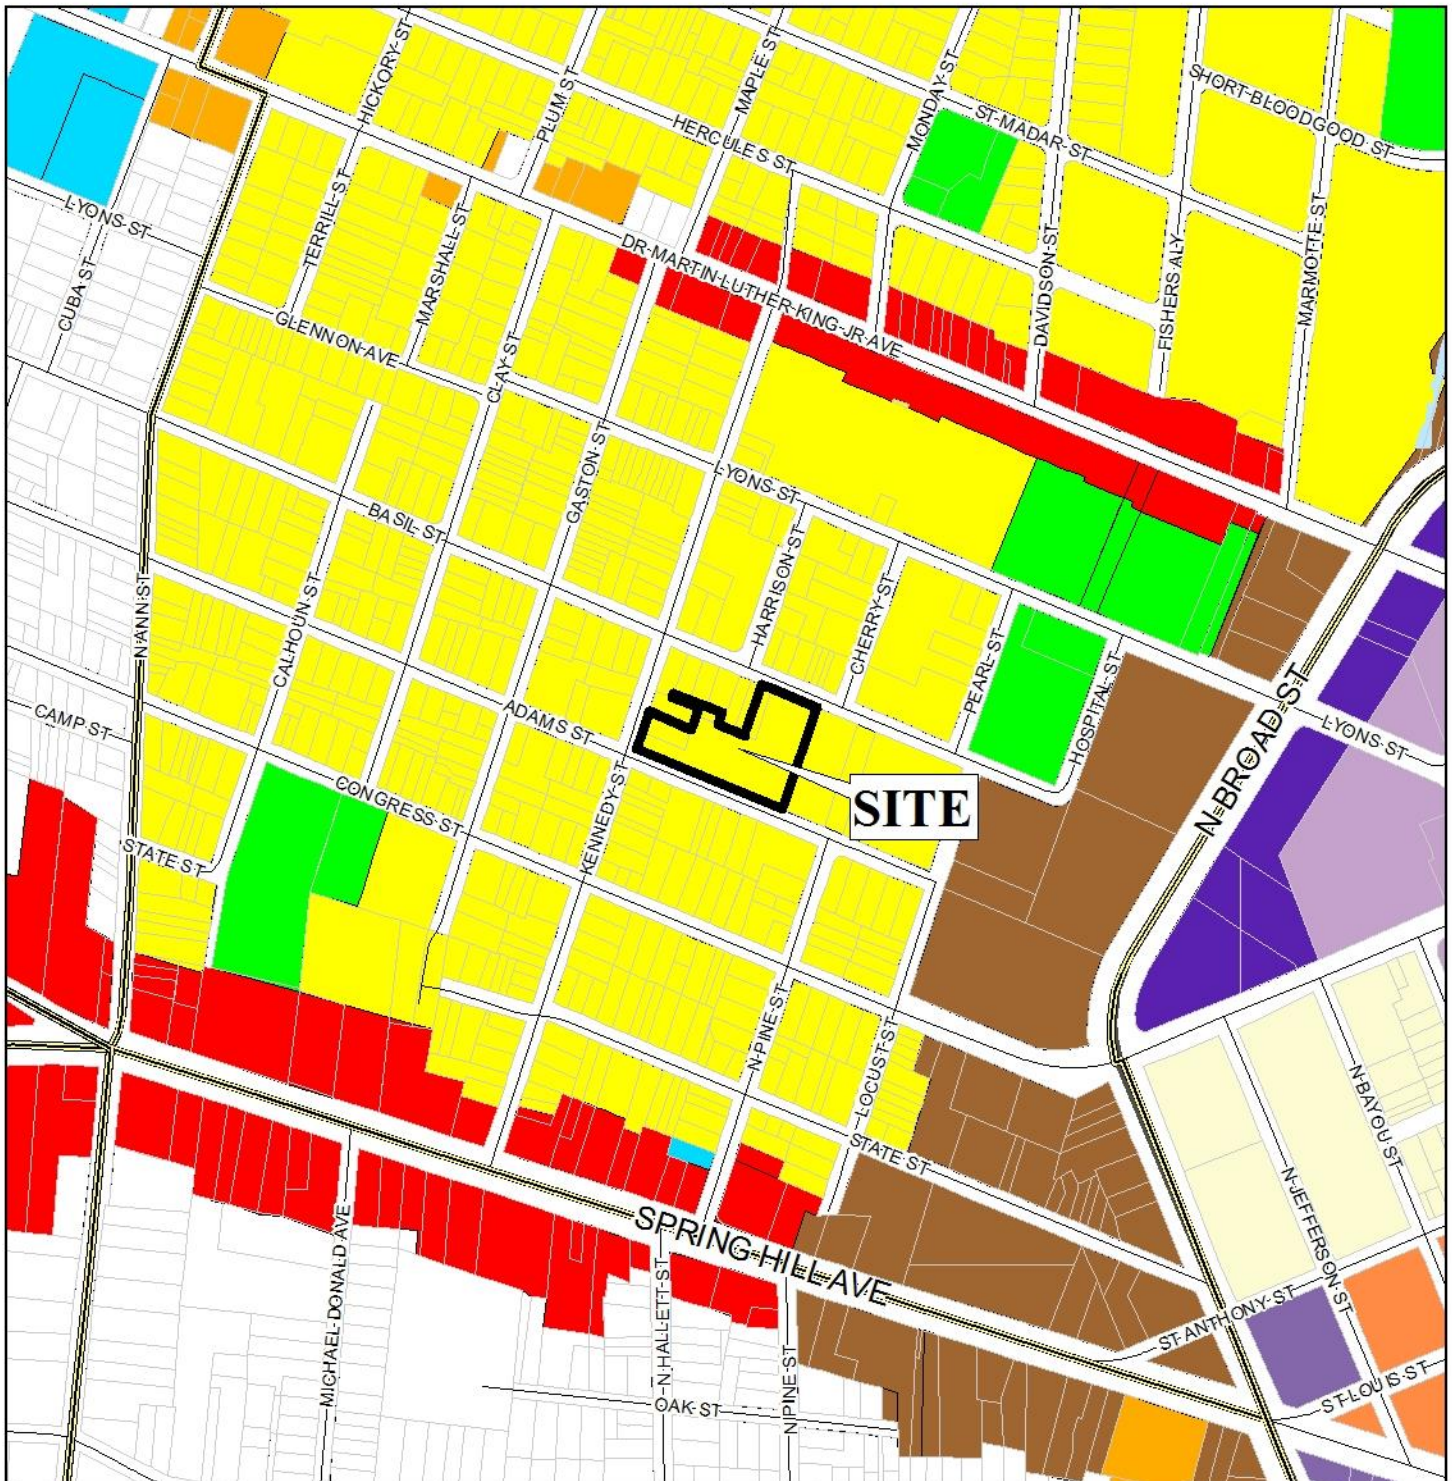 HICKORY ST
PLUM ST
MAPLE ST
MONDAY ST
SHORT BLOODGOOD ST
ST MADAR ST
HERCULES ST
LYONS ST
CUBA ST
TERRILL ST
MARSHALL ST
DR MARTIN LUTHER KING JR AVE
DAVIDSON ST
FISHERS ALY
MARMOTTE ST
GLENNON AVE
CLAY ST
GASTON ST
LYONS ST
BASIL ST
HARRISON ST
CHERRY ST
N ANN ST
CALHOUN ST
PEARL ST
HOSPITAL ST
CAMP ST
ADAMS ST
N BROAD ST
LYONS ST
SITE
CONGRESS ST
KENNEDY ST
STATE ST
N PINE ST
LOCUST ST
N BAYOU ST
STATE ST
N JEFFERSON ST
SPRING HILL AVE
MICHAEL DONALD AVE
N HALLETT ST
N PINE ST
ST ANTHONY ST
OAK ST
ST LOUIS ST